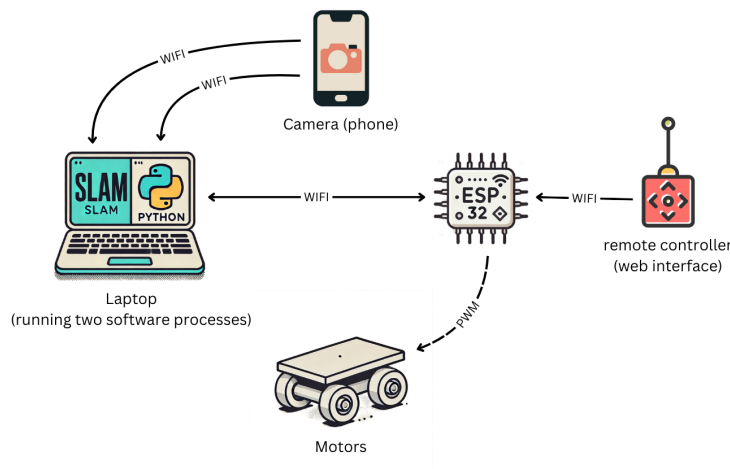 WIFI
WIFI
Camera (phone)
SLAM
SLAM
PYTHON
WIFI
ESP
32
WIFI
remote controller
(web interface)
Laptop
(running two software processes)
PWM
Motors